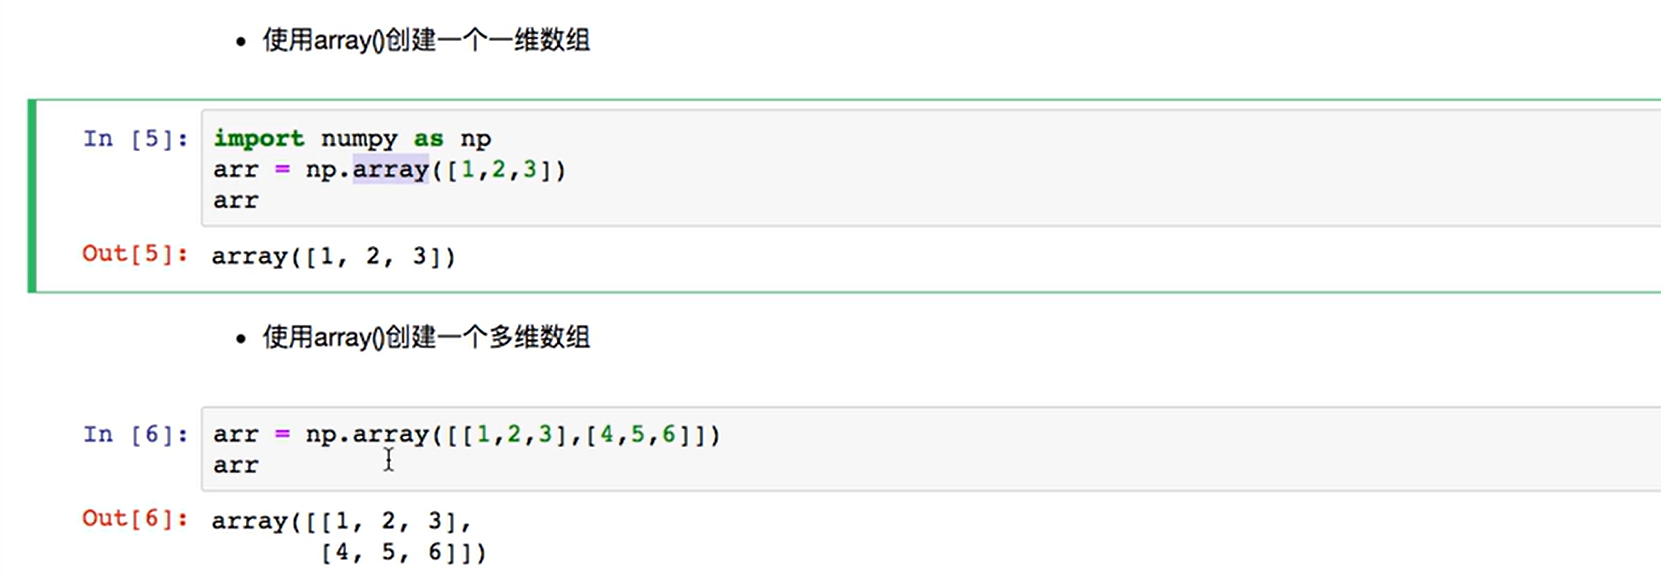 • 使用array()创建一个一维数组
In [5]: import numpy as np
arr = np.array([1,2,3])
arr
Out[5]: array([1, 2, 3])
• 使用array()创建一个多维数组
In [6]: arr = np.array([[1,2,3],[4,5,6]])
arr
Out[6]: array([[1, 2, 3],
[4, 5, 6]])